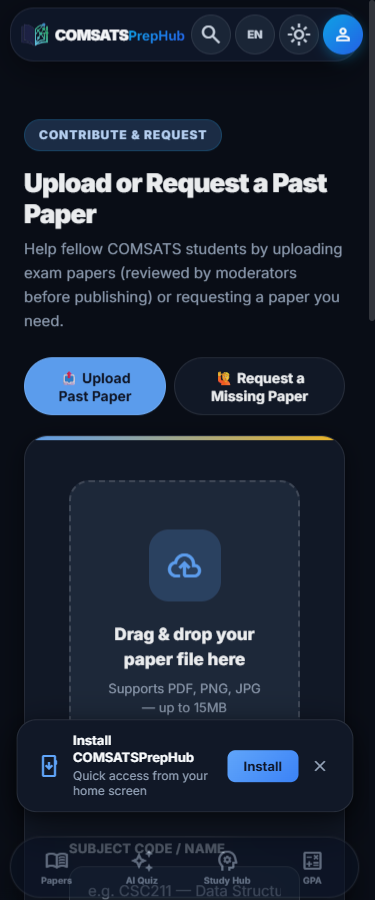 COMSATSPrepHub EN
CONTRIBUTE & REQUEST
Upload or Request a Past
Paper
Help fellow COMSATS students by uploading
exam papers (reviewed by moderators
before publishing) or requesting a paper you
need.
Upload
Past Paper
Request a
Missing Paper
Drag & drop your
paper file here
Supports PDF, PNG, JPG
— up to 15MB
Install
COMSATSPrepHub
Quick access from your
home screen
Install
SUBJECT CODE / NAME
Papers AI Quiz Study Hub GPA
e.g. CSC211 — Data Structu